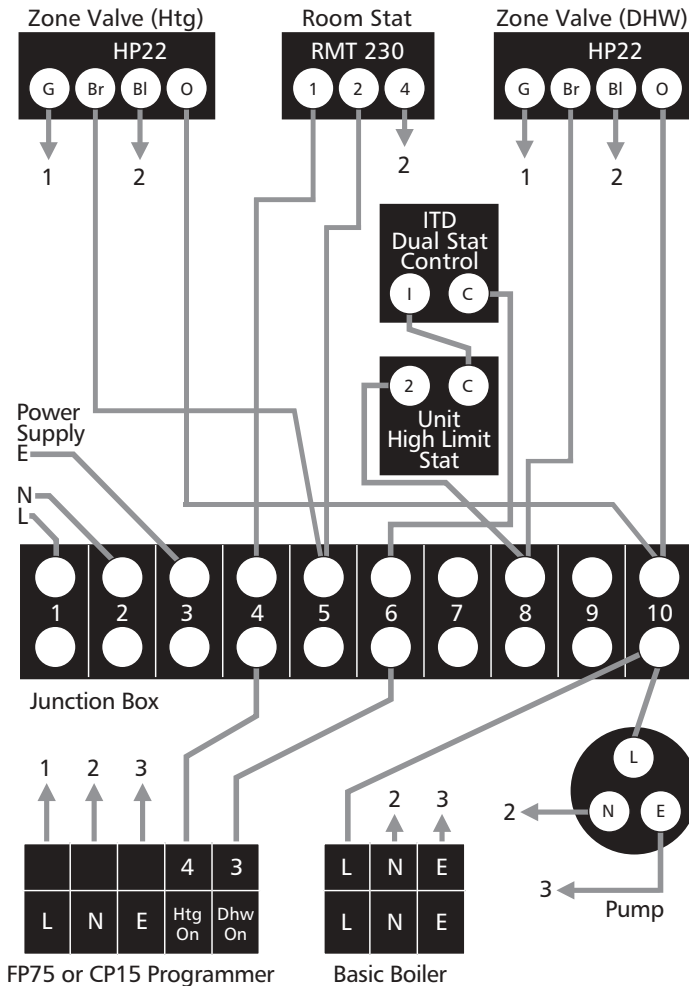 Zone Valve (Htg)
Room Stat
Zone Valve (DHW)
HP22
RMT 230
HP22
G Br Bl O
1 2 4
G Br Bl O
1 2
2
1 2
ITD
Dual Stat
Control
I C
2 C
Unit
High Limit
Stat
Power
Supply
E
N
L
1 2 3 4 5 6 7 8 9 10
Junction Box
1 2 3
2 3
L
2 N E
3
Pump
4 3
L N E Htg On Dhw On
L N E
L N E
FP75 or CP15 Programmer
Basic Boiler